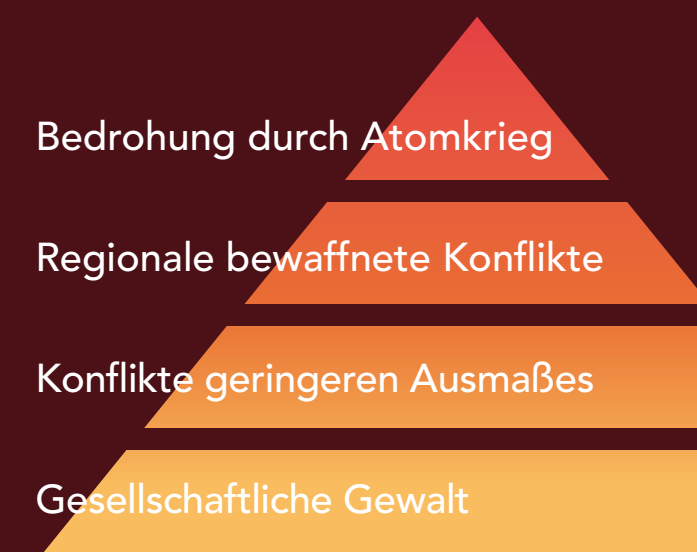 Bedrohung durch Atomkrieg
Regionale bewaffnete Konflikte
Konflikte geringeren Ausmaßes
Gesellschaftliche Gewalt